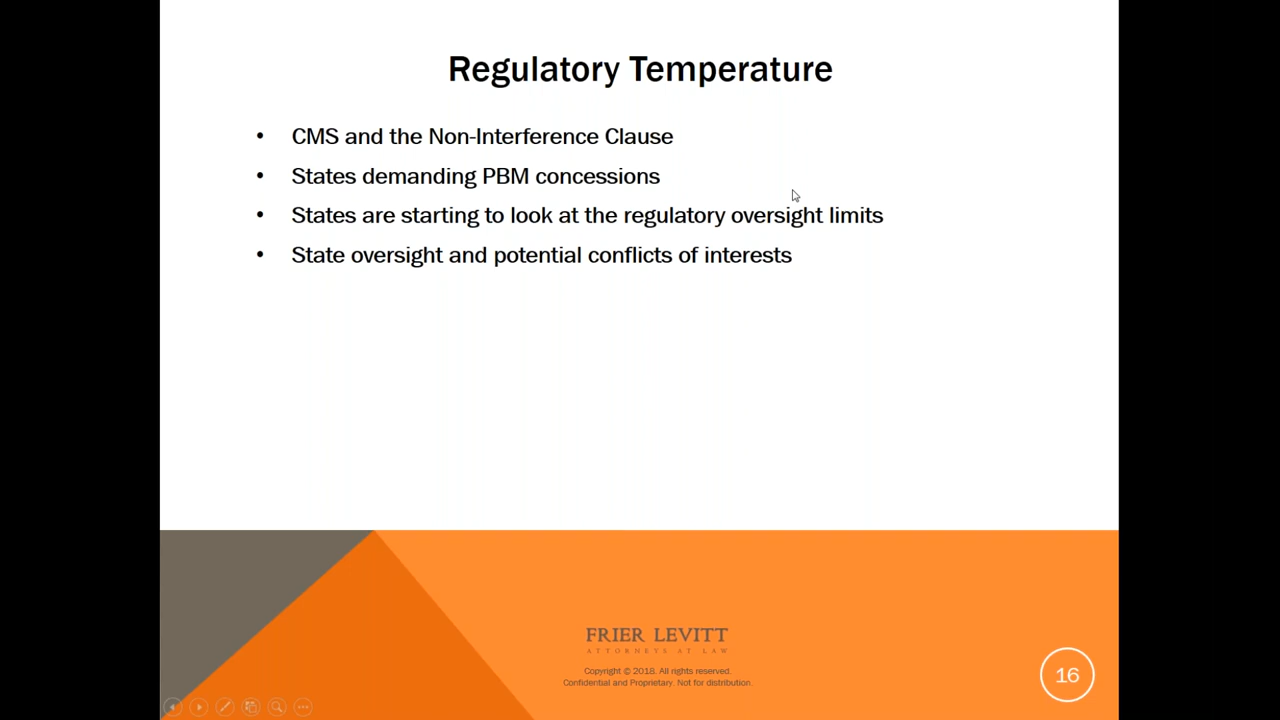 Regulatory Temperature
• CMS and the Non-Interference Clause
• States demanding PBM concessions
• States are starting to look at the regulatory oversight limits
• State oversight and potential conflicts of interests
FRIER LEVITT
ATTORNEYS AT LAW
Copyright © 2018. All rights reserved.
Confidential and Proprietary. Not for distribution.
16